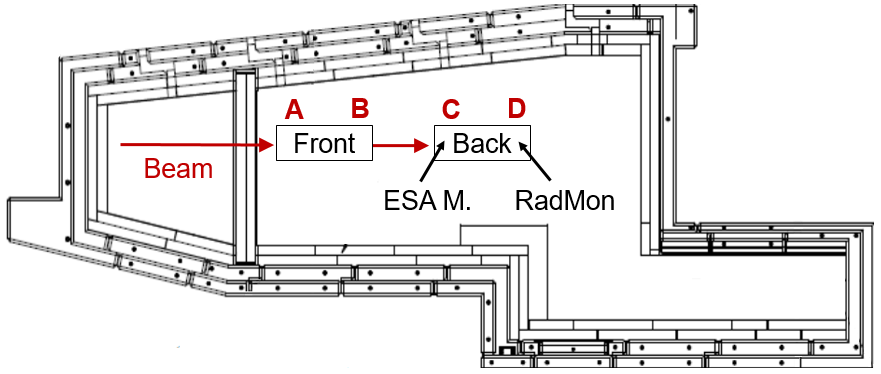 A B C D
Front Back
Beam
ESA M. RadMon